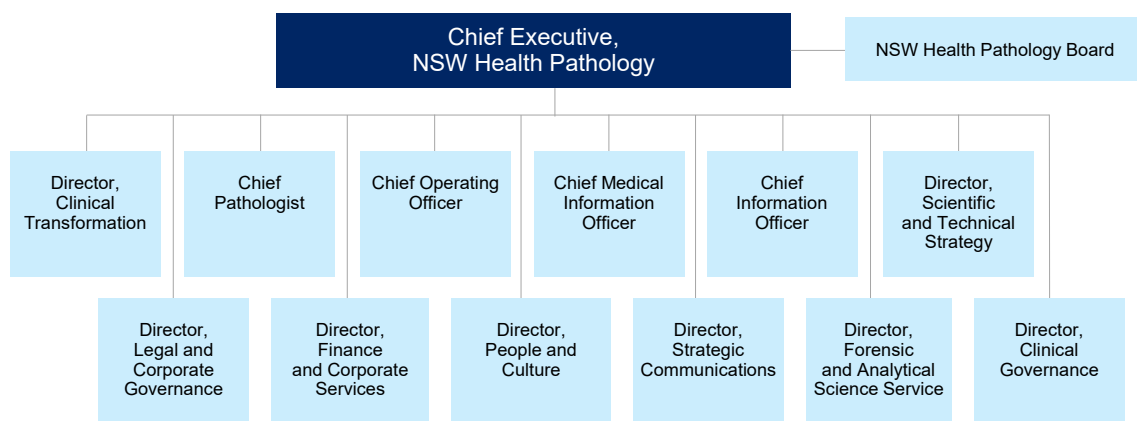 Chief Executive,
NSW Health Pathology
NSW Health Pathology Board
Director,
Clinical
Transformation
Chief
Pathologist
Chief Operating
Officer
Chief Medical
Information
Officer
Chief
Information
Officer
Director,
Scientific
and Technical
Strategy
Director,
Legal and
Corporate
Governance
Director,
Finance
and Corporate
Services
Director,
People and
Culture
Director,
Strategic
Communications
Director,
Forensic
and Analytical
Science Service
Director,
Clinical
Governance